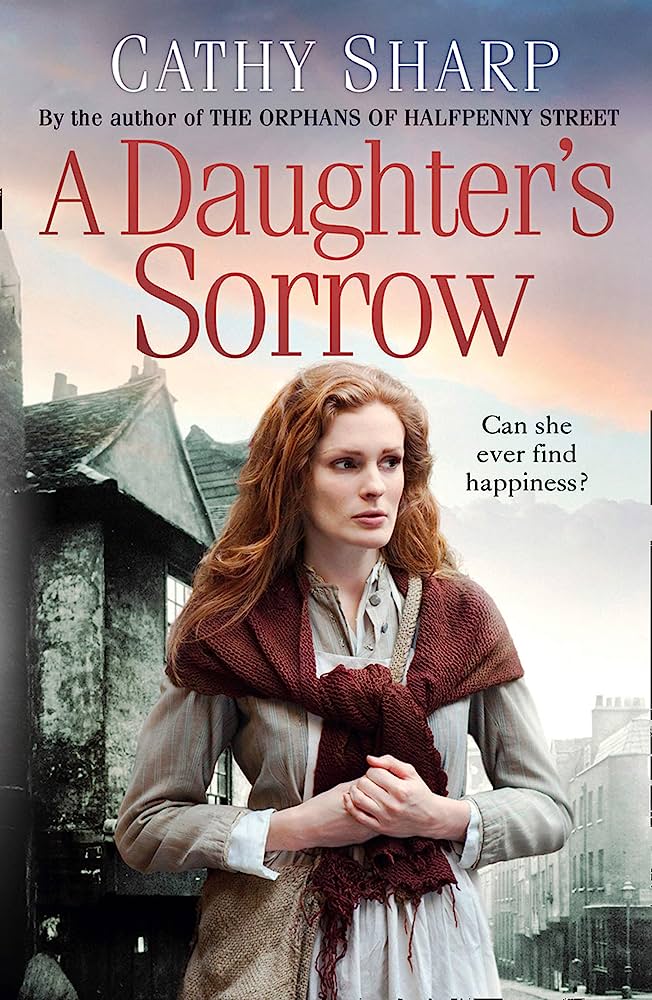 CATHY SHARP
By the author of THE ORPHANS OF HALFPENNY STREET
A DAUGHTER'S
SORROW
Can she
ever find
happiness?